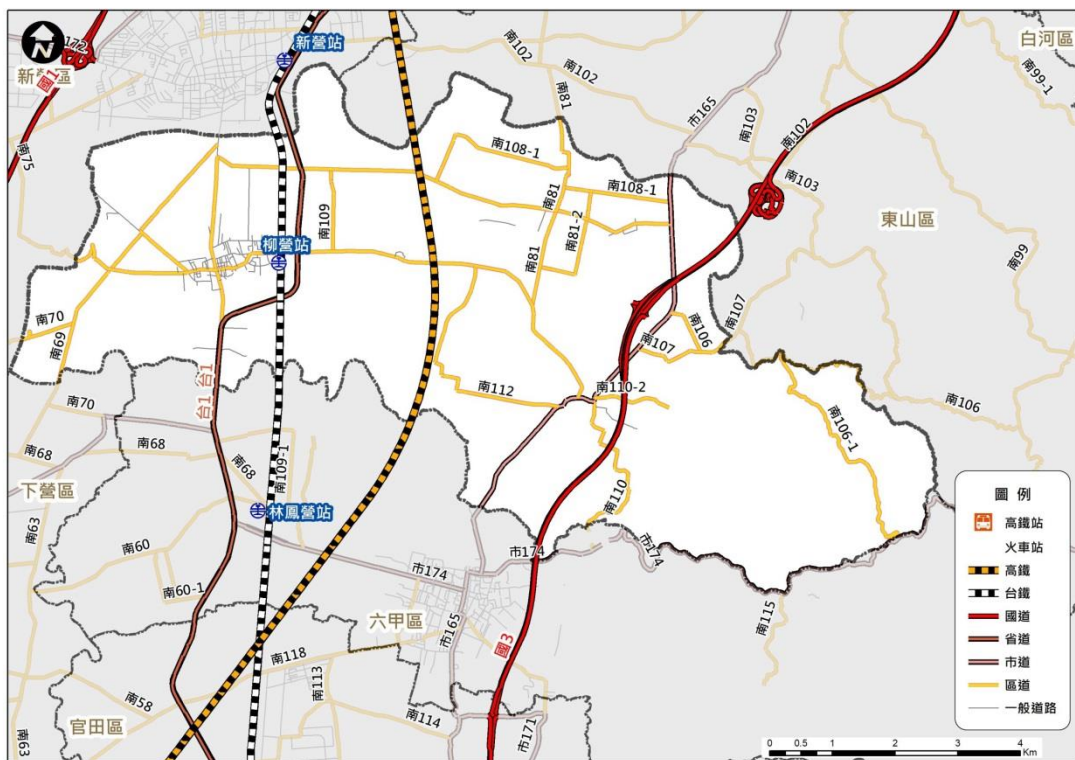 N
172
新營站
白河區
新營區
國1
南102
南102
南81
市165
南99-1
南103
南102
南75
南108-1
南103
南108-1
南81
東山區
南109
南81-2
柳營站
南81
南99
南70
南69
南106
南107
南107
台1
台1
南112
南110-2
南106
南70
南106-1
南68
南68
南68
南109-1
下營區
南110
林鳳營站
南63
南60
市174
市174
市174
南60-1
六甲區
市165
南115
國3
南118
南113
南58
南114
市171
官田區
南63
圖 例
高鐵站
火車站
高鐵
台鐵
國道
省道
市道
區道
一般道路
0 0.5 1 2 3 4
Km